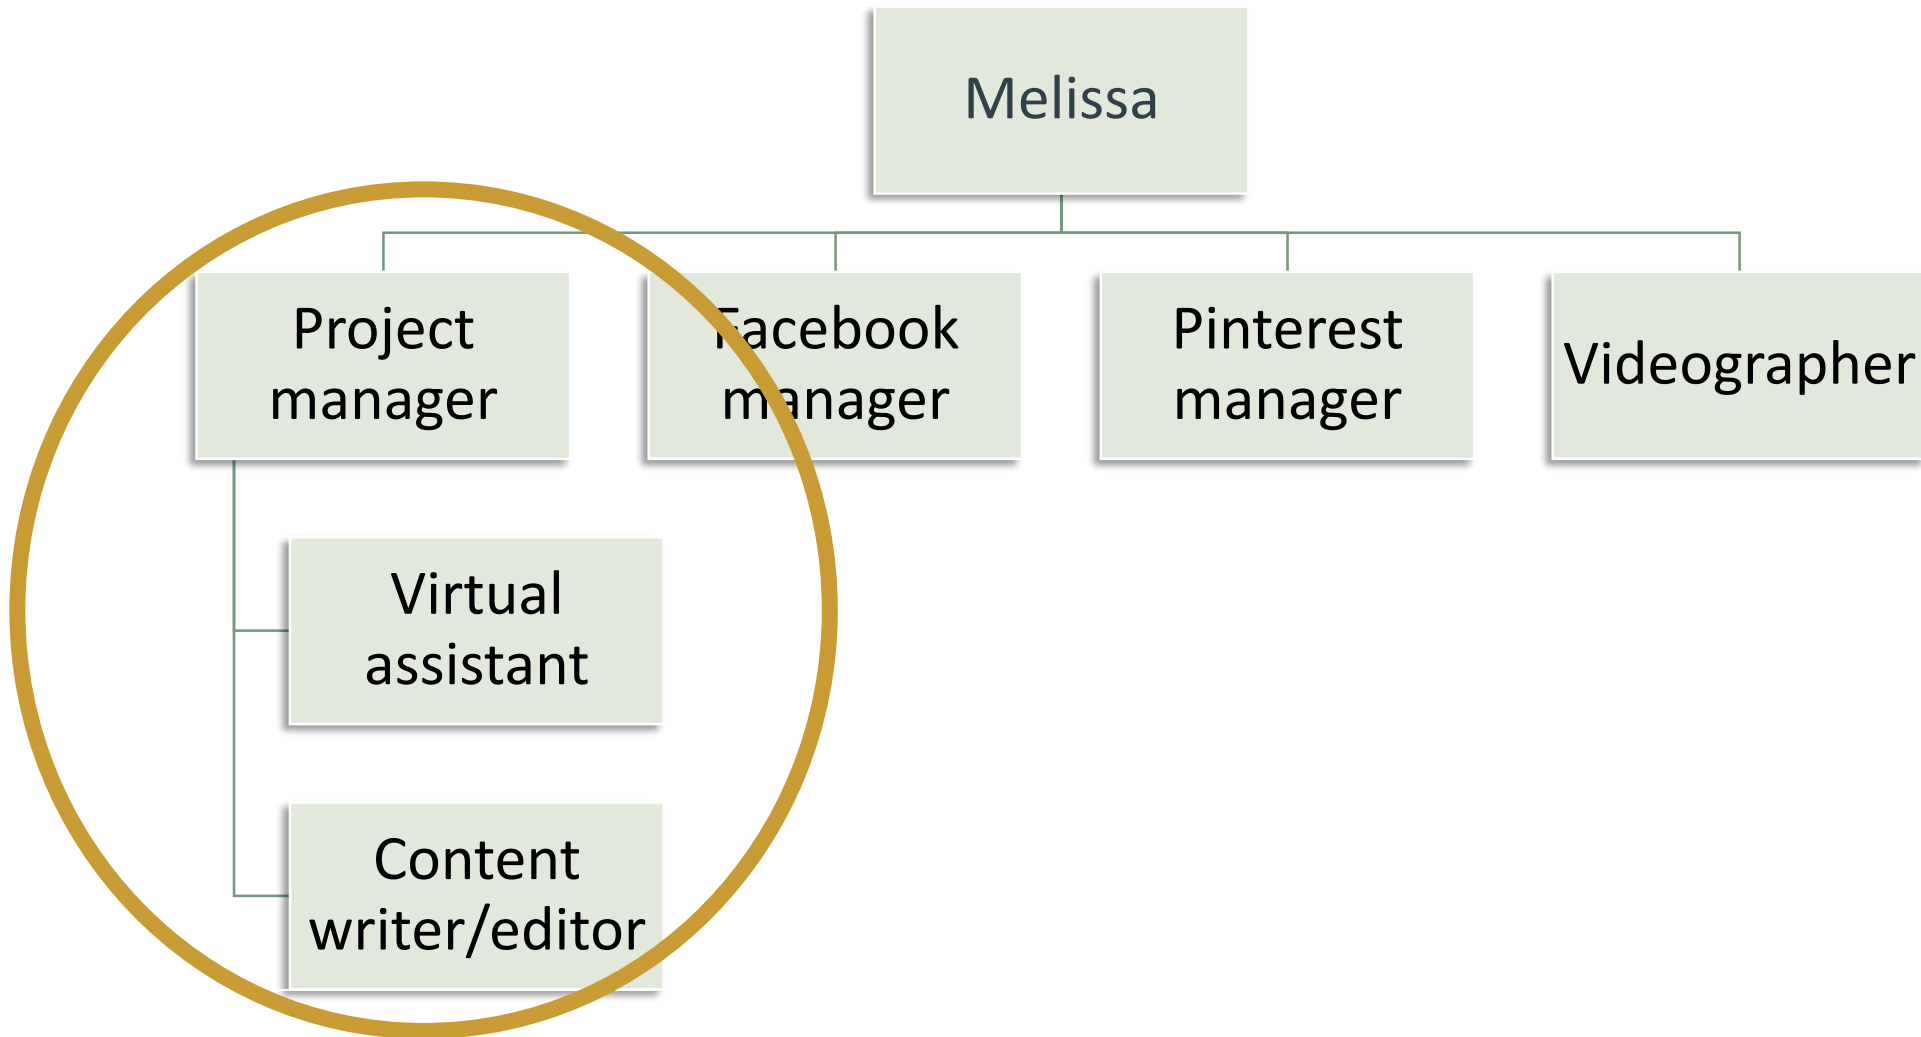 Melissa
Project
manager
Facebook
manager
Pinterest
manager
Videographer
Virtual
assistant
Content
writer/editor